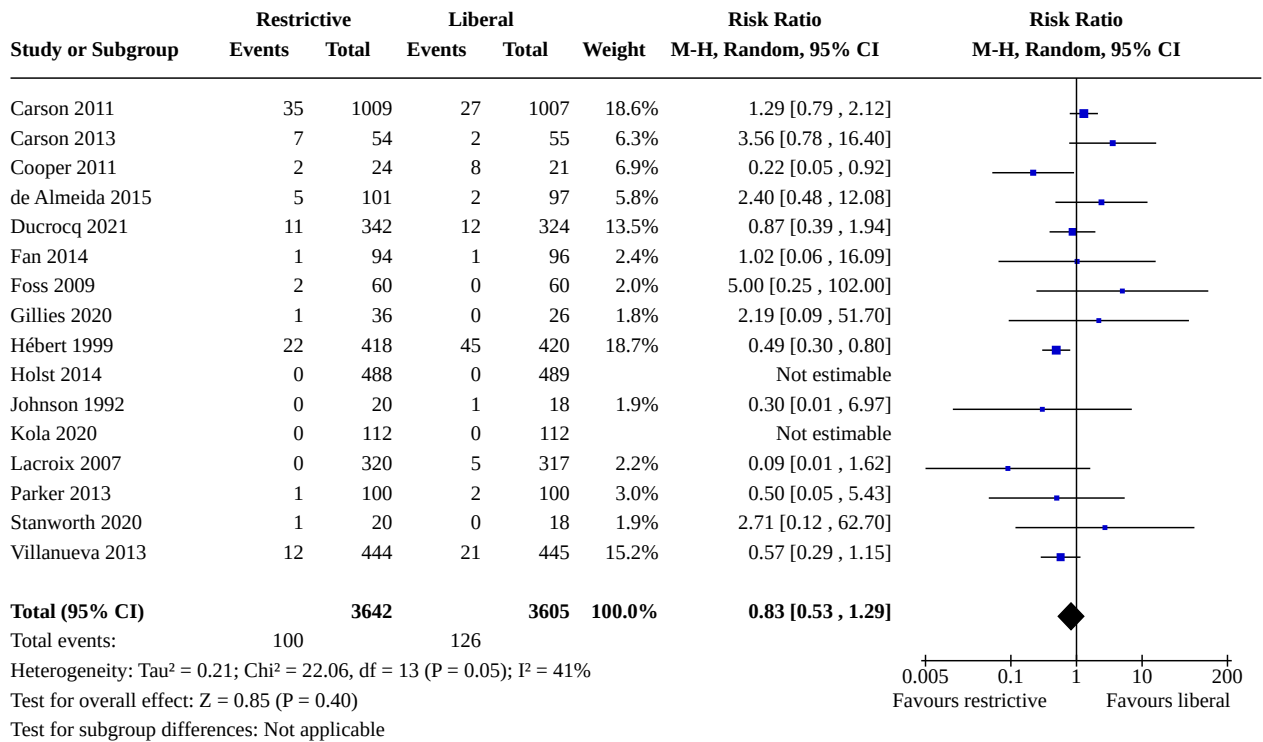 Restrictive Liberal Risk Ratio Risk Ratio
Study or Subgroup Events Total Events Total Weight M-H, Random, 95% CI M-H, Random, 95% CI
Carson 2011 35 1009 27 1007 18.6% 1.29 [0.79 , 2.12]
Carson 2013 7 54 2 55 6.3% 3.56 [0.78 , 16.40]
Cooper 2011 2 24 8 21 6.9% 0.22 [0.05 , 0.92]
de Almeida 2015 5 101 2 97 5.8% 2.40 [0.48 , 12.08]
Ducrocq 2021 11 342 12 324 13.5% 0.87 [0.39 , 1.94]
Fan 2014 1 94 1 96 2.4% 1.02 [0.06 , 16.09]
Foss 2009 2 60 0 60 2.0% 5.00 [0.25 , 102.00]
Gillies 2020 1 36 0 26 1.8% 2.19 [0.09 , 51.70]
Hébert 1999 22 418 45 420 18.7% 0.49 [0.30 , 0.80]
Holst 2014 0 488 0 489 Not estimable
Johnson 1992 0 20 1 18 1.9% 0.30 [0.01 , 6.97]
Kola 2020 0 112 0 112 Not estimable
Lacroix 2007 0 320 5 317 2.2% 0.09 [0.01 , 1.62]
Parker 2013 1 100 2 100 3.0% 0.50 [0.05 , 5.43]
Stanworth 2020 1 20 0 18 1.9% 2.71 [0.12 , 62.70]
Villanueva 2013 12 444 21 445 15.2% 0.57 [0.29 , 1.15]
Total (95% CI) 3642 3605 100.0% 0.83 [0.53 , 1.29]
Total events: 100 126
Heterogeneity: Tau² = 0.21; Chi² = 22.06, df = 13 (P = 0.05); I² = 41%
0.005 0.1 1 10 200
Test for overall effect: Z = 0.85 (P = 0.40)
Favours restrictive Favours liberal
Test for subgroup differences: Not applicable